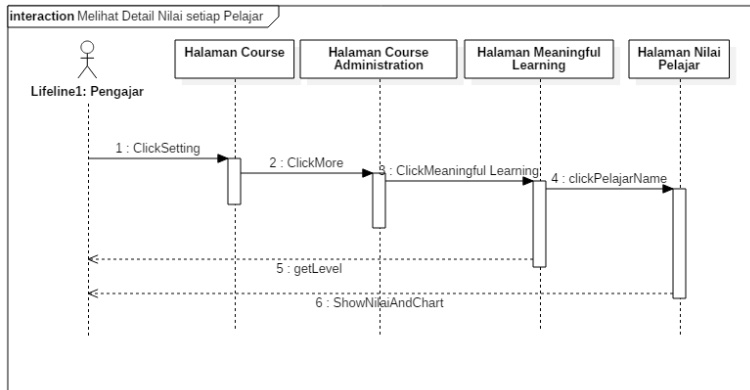 interaction Melihat Detail Nilai setiap Pelajar
Lifeline1: Pengajar
Halaman Course
Halaman Course
Administration
Halaman Meaningful
Learning
Halaman Nilai
Pelajar
1 : ClickSetting
2 : ClickMore
3 : ClickMeaningful Learning
4 : clickPelajarName
5 : getLevel
6 : ShowNilaiAndChart